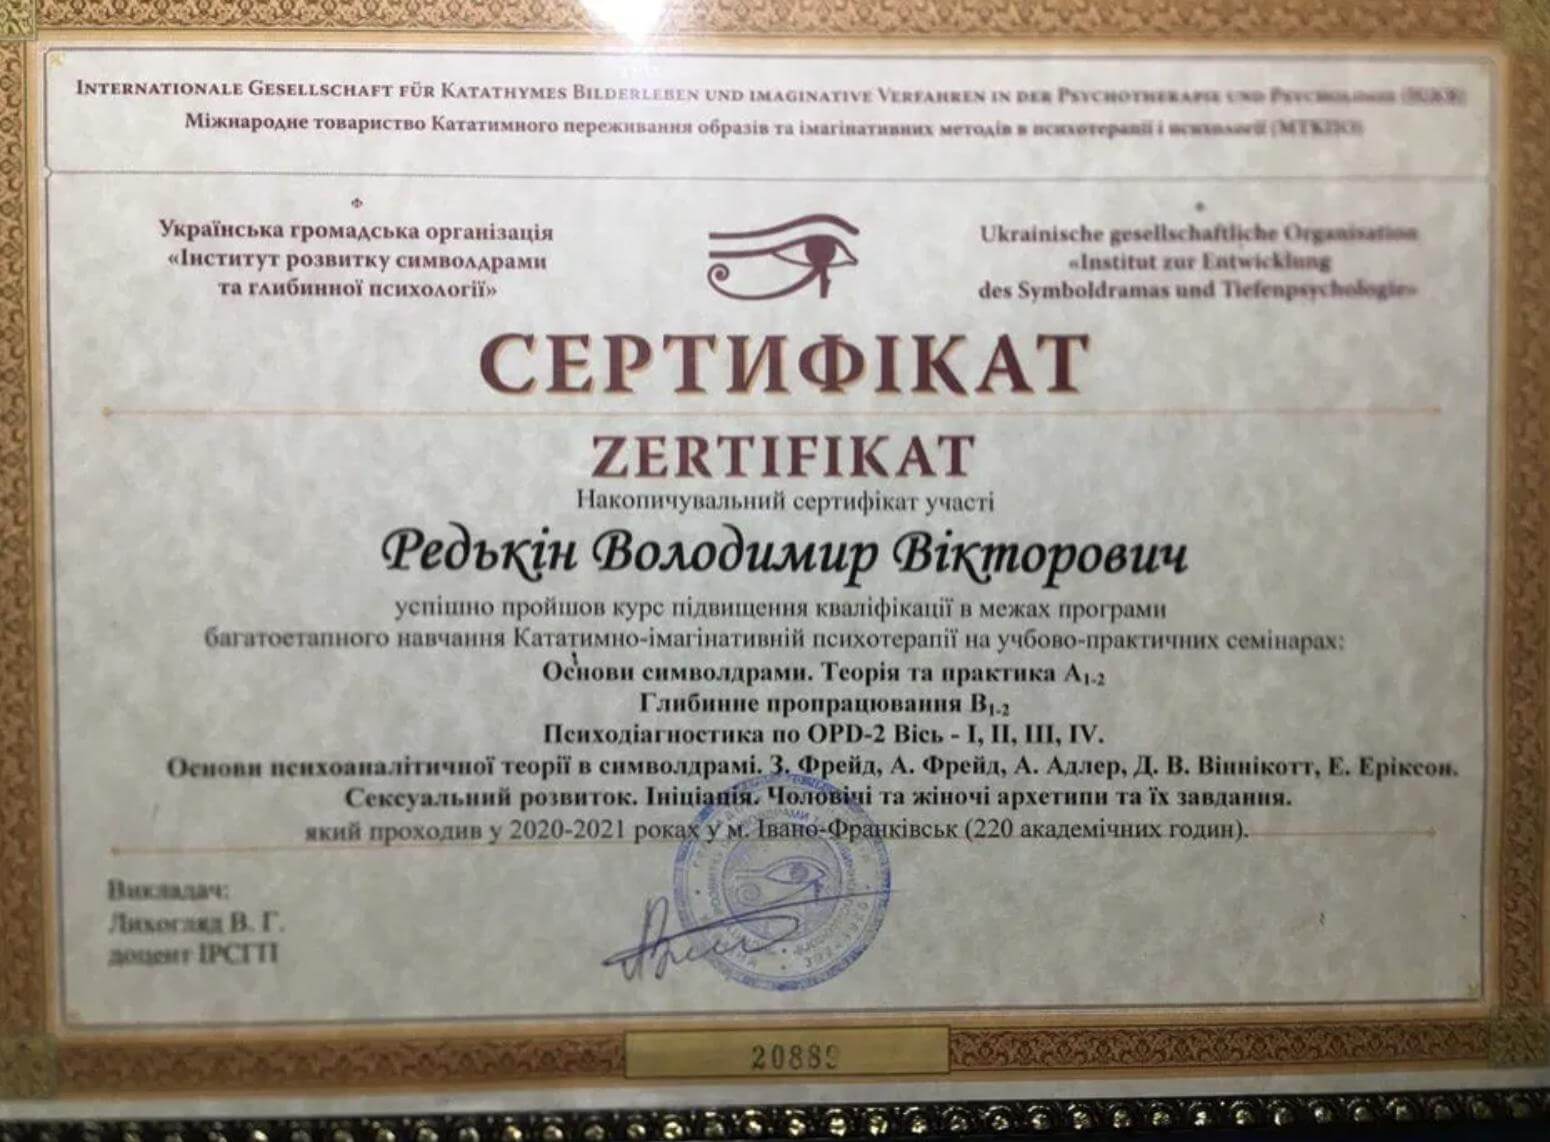 INTERNATIONALE GESELLSCHAFT FÜR KATATHYMES BILDERLEBEN UND IMAGINATIVE VERFAHREN IN DER PSYCHOTHERAPIE UND PSYCHOLOGIE
Міжнародне товариство Кататимного переживання образів та імагінативних методів в психотерапії і психології (МТКПО)
Українська громадська організація
«Інститут розвитку символдрами
та глибинної психології»
Ukrainische gesellschaftliche Organisation
«Institut zur Entwicklung
des Symboldramas und Tiefenpsychologie»
СЕРТИФІКАТ
ZERTIFIKAT
Накопичувальний сертифікат участі
Редькін Володимир Вікторович
успішно пройшов курс підвищення кваліфікації в межах програми
багатоетапного навчання Кататимно-імагінативній психотерапії на учбово-практичних семінарах:
Основи символдрами. Теорія та практика А1-2
Глибинне пропрацювання В1-2
Психодіагностика по OPD-2 Вісь - I, II, III, IV.
Основи психоаналітичної теорії в символдрамі. З. Фрейд, А. Фрейд, А. Адлер, Д. В. Віннікотт, Е. Еріксон.
Сексуальний розвиток. Ініціація. Чоловічі та жіночі архетипи та їх завдання.
який проходив у 2020-2021 роках у м. Івано-Франківськ (220 академічних годин).
Викладач:
Лихогляд В. Г.
доцент ІРСГП
20889